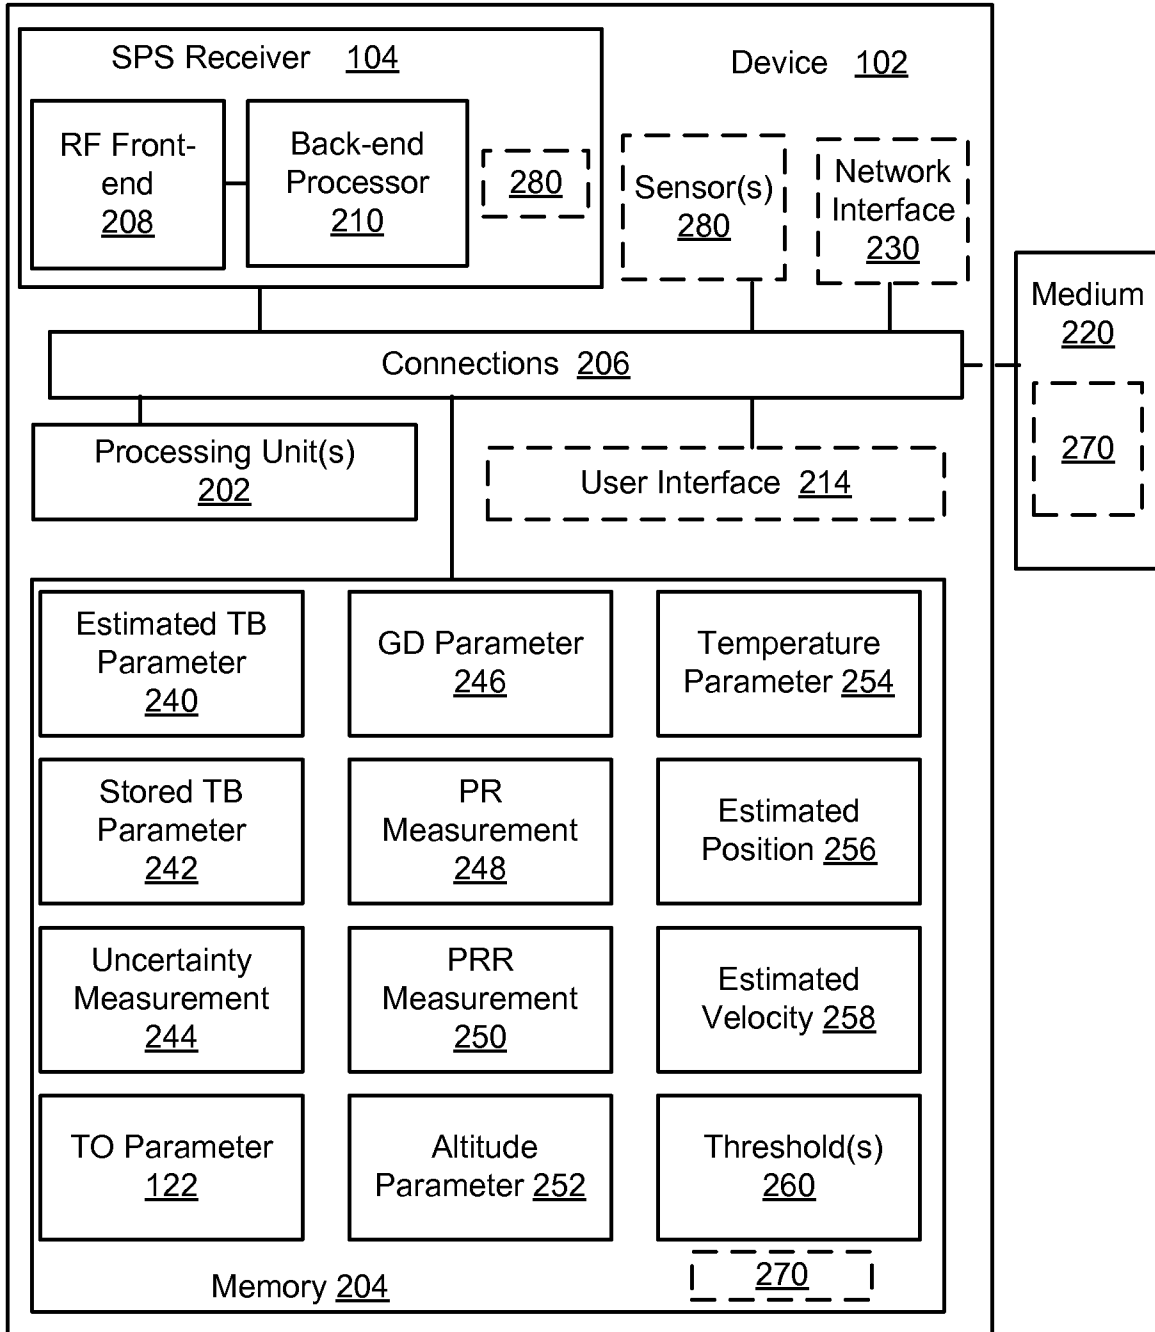 SPS Receiver 104
Device 102
RF Front-
end
208
Back-end
Processor
210
280
Sensor(s)
280
Network
Interface
230
Medium
220
270
Connections 206
Processing Unit(s)
202
User Interface 214
Estimated TB
Parameter
240
GD Parameter
246
Temperature
Parameter 254
Stored TB
Parameter
242
PR
Measurement
248
Estimated
Position 256
Uncertainty
Measurement
244
PRR
Measurement
250
Estimated
Velocity 258
TO Parameter
122
Altitude
Parameter 252
Threshold(s)
260
Memory 204
270